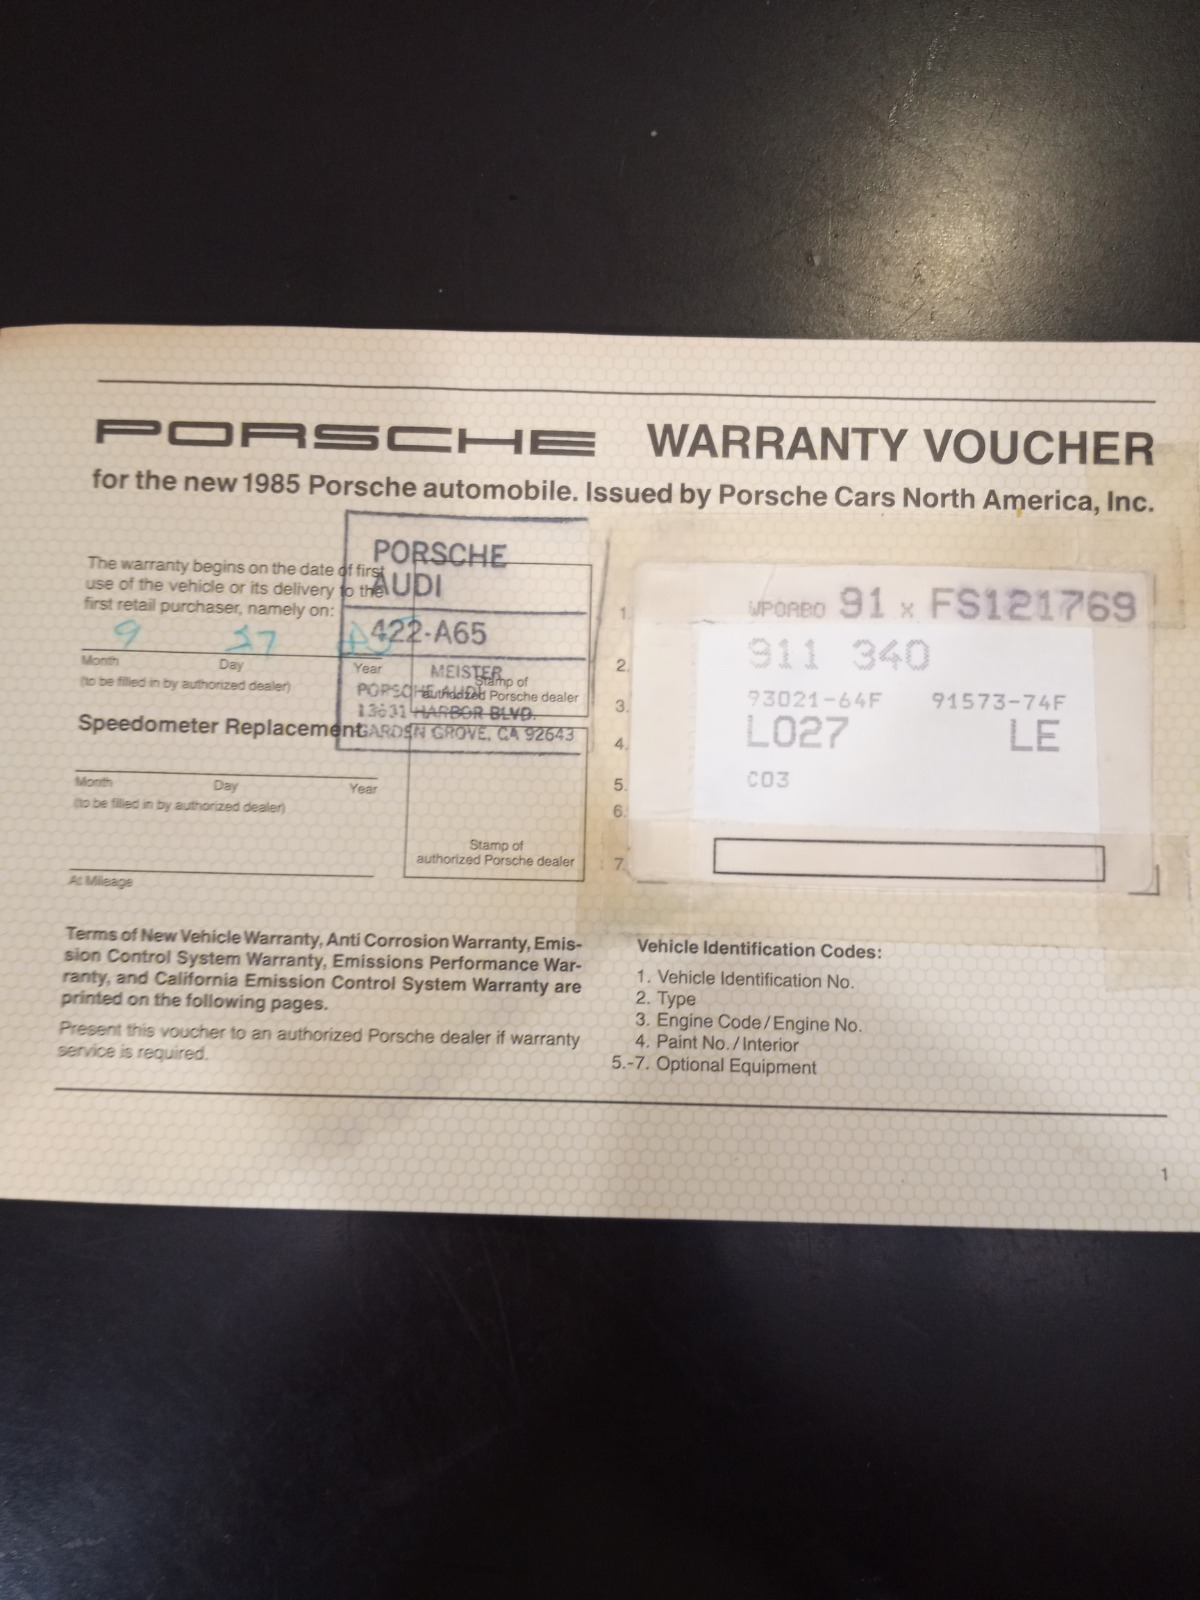 PORSCHE WARRANTY VOUCHER
for the new 1985 Porsche automobile. Issued by Porsche Cars North America, Inc.
The warranty begins on the date of first
use of the vehicle or its delivery to the
first retail purchaser, namely on:
9
Month Day Year
(to be filled in by authorized dealer)
PORSCHE
AUDI
422-A65
MEISTER
PORSCHE AUDI
13631 HARBOR BLVD.
GARDEN GROVE, CA 92643
Stamp of
authorized Porsche dealer
Speedometer Replacement
Month Day Year
(to be filled in by authorized dealer)
At Mileage
Stamp of
authorized Porsche dealer
1. WPOABO 91 x FS121769
2. 911 340
3. 93021-64F 91573-74F
4. L027 LE
5. C03
6.
7.
Terms of New Vehicle Warranty, Anti Corrosion Warranty, Emis-
sion Control System Warranty, Emissions Performance War-
ranty, and California Emission Control System Warranty are
printed on the following pages.
Present this voucher to an authorized Porsche dealer if warranty
service is required.
Vehicle Identification Codes:
1. Vehicle Identification No.
2. Type
3. Engine Code/Engine No.
4. Paint No./Interior
5.-7. Optional Equipment
1